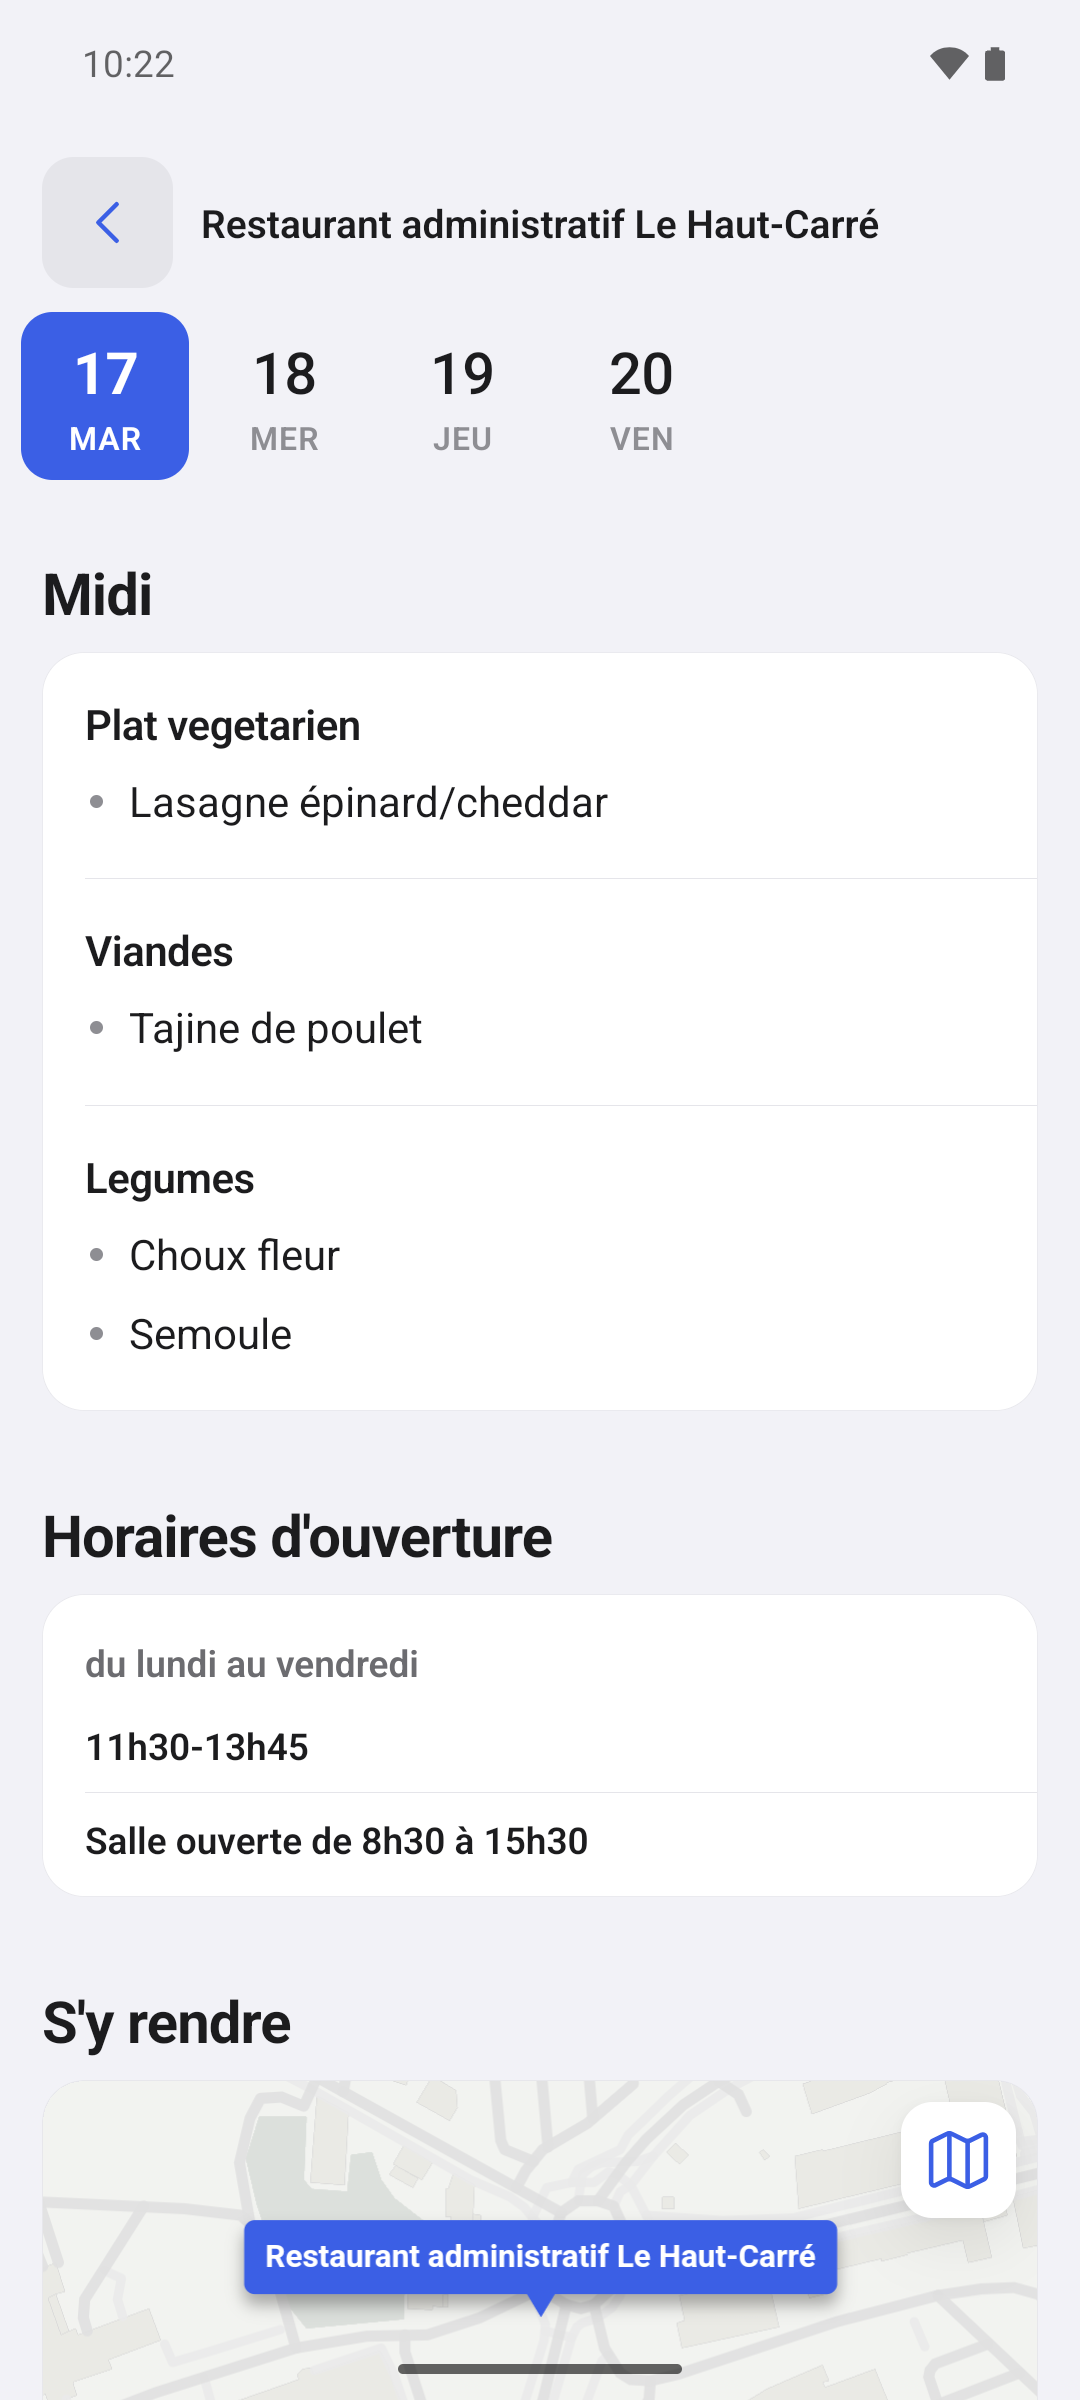 10:22
Restaurant administratif Le Haut-Carré
17
MAR
18
MER
19
JEU
20
VEN
Midi
Plat vegetarien
Lasagne épinard/cheddar
Viandes
Tajine de poulet
Legumes
Choux fleur
Semoule
Horaires d'ouverture
du lundi au vendredi
11h30-13h45
Salle ouverte de 8h30 à 15h30
S'y rendre
Restaurant administratif Le Haut-Carré